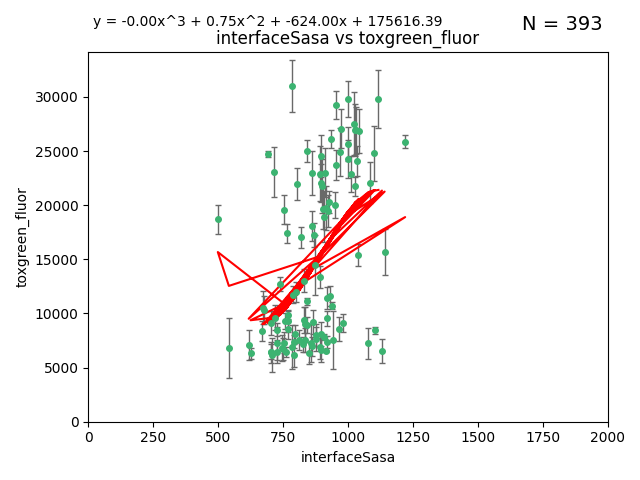 y = -0.00x^3 + 0.75x^2 + -624.00x + 175616.39
N = 393
interfaceSasa vs toxgreen_fluor
30000
25000
20000
15000
10000
5000
0
toxgreen_fluor
0 250 500 750 1000 1250 1500 1750 2000
interfaceSasa